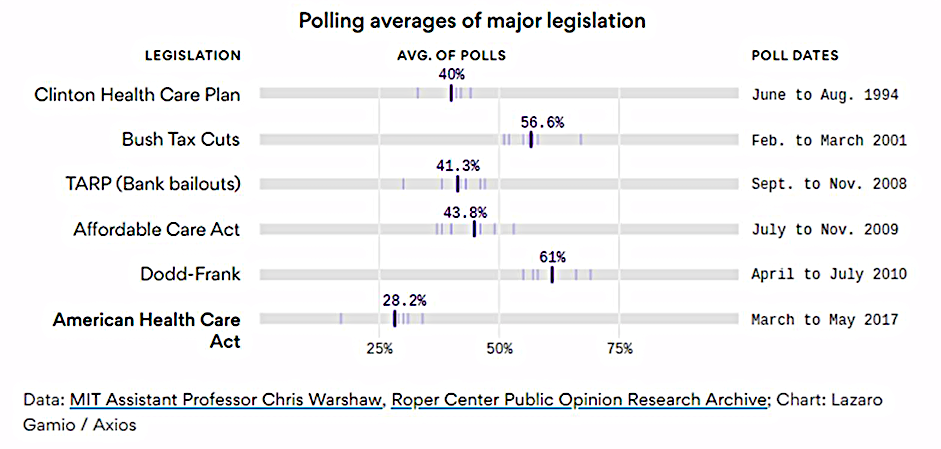 Polling averages of major legislation
LEGISLATION AVG. OF POLLS POLL DATES
40%
Clinton Health Care Plan June to Aug. 1994
56.6%
Bush Tax Cuts Feb. to March 2001
41.3%
TARP (Bank bailouts) Sept. to Nov. 2008
43.8%
Affordable Care Act July to Nov. 2009
61%
Dodd-Frank April to July 2010
28.2%
American Health Care March to May 2017
Act
25% 50% 75%
Data: MIT Assistant Professor Chris Warshaw, Roper Center Public Opinion Research Archive; Chart: Lazaro
Gamio / Axios